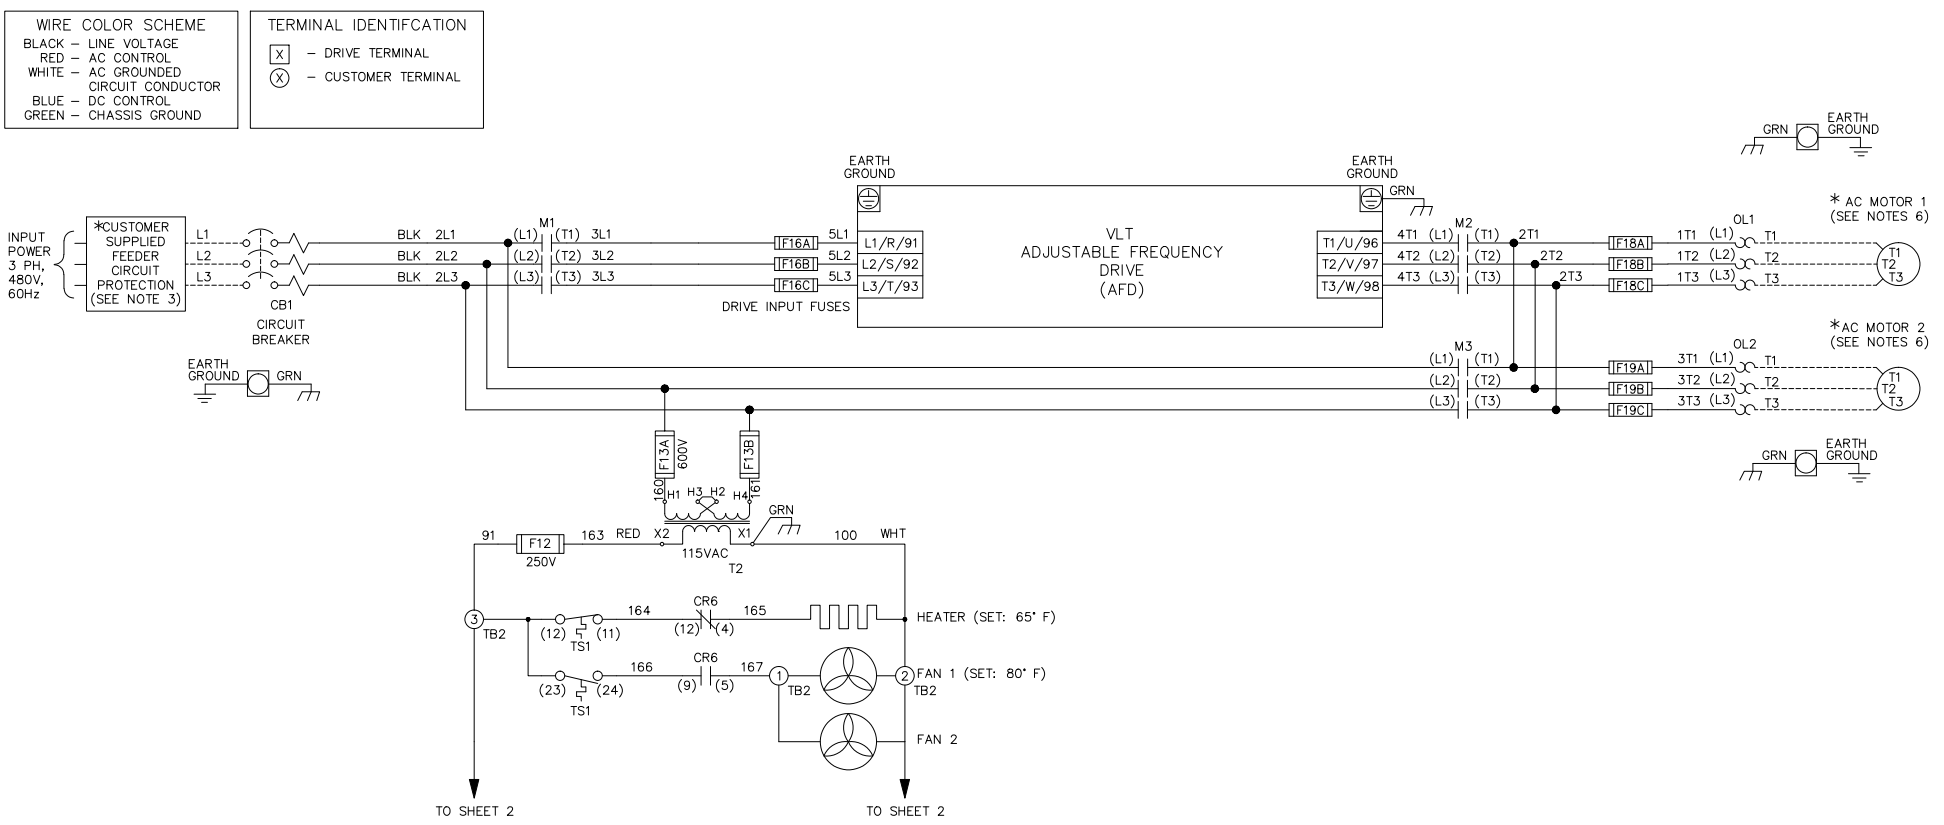 WIRE COLOR SCHEME
BLACK – LINE VOLTAGE
RED – AC CONTROL
WHITE – AC GROUNDED
CIRCUIT CONDUCTOR
BLUE – DC CONTROL
GREEN – CHASSIS GROUND
TERMINAL IDENTIFCATION
X – DRIVE TERMINAL
X – CUSTOMER TERMINAL
INPUT
POWER
3 PH,
480V,
60Hz
*CUSTOMER
SUPPLIED
FEEDER
CIRCUIT
PROTECTION
(SEE NOTE 3)
L1
L2
L3
CB1
CIRCUIT
BREAKER
EARTH
GROUND
GRN
BLK 2L1
BLK 2L2
BLK 2L3
M1
(L1) (T1) 3L1
(L2) (T2) 3L2
(L3) (T3) 3L3
F16A
F16B
F16C
DRIVE INPUT FUSES
5L1
5L2
5L3
EARTH
GROUND
L1/R/91
L2/S/92
L3/T/93
VLT
ADJUSTABLE FREQUENCY
DRIVE
(AFD)
EARTH
GROUND
GRN
T1/U/96
T2/V/97
T3/W/98
4T1 (L1)
4T2 (L2)
4T3 (L3)
M2
(T1) 2T1
(T2) 2T2
(T3) 2T3
F18A
F18B
F18C
1T1 (L1)
1T2 (L2)
1T3 (L3)
OL1
T1
T2
T3
GRN
EARTH
GROUND
* AC MOTOR 1
(SEE NOTES 6)
T1
T2
T3
M3
(L1) (T1)
(L2) (T2)
(L3) (T3)
F19A
F19B
F19C
3T1 (L1)
3T2 (L2)
3T3 (L3)
OL2
T1
T2
T3
*AC MOTOR 2
(SEE NOTES 6)
T1
T2
T3
GRN
EARTH
GROUND
F13A
600V
F13B
160
161
H1 H3 H2 H4
GRN
91
F12
250V
163 RED X2
X1
115VAC
T2
100 WHT
3
TB2
(12) (11)
TS1
164
CR6
(12) (4)
165
HEATER (SET: 65° F)
(23) (24)
TS1
166
CR6
(9) (5)
167
1
TB2
2
TB2
FAN 1 (SET: 80° F)
FAN 2
TO SHEET 2
TO SHEET 2